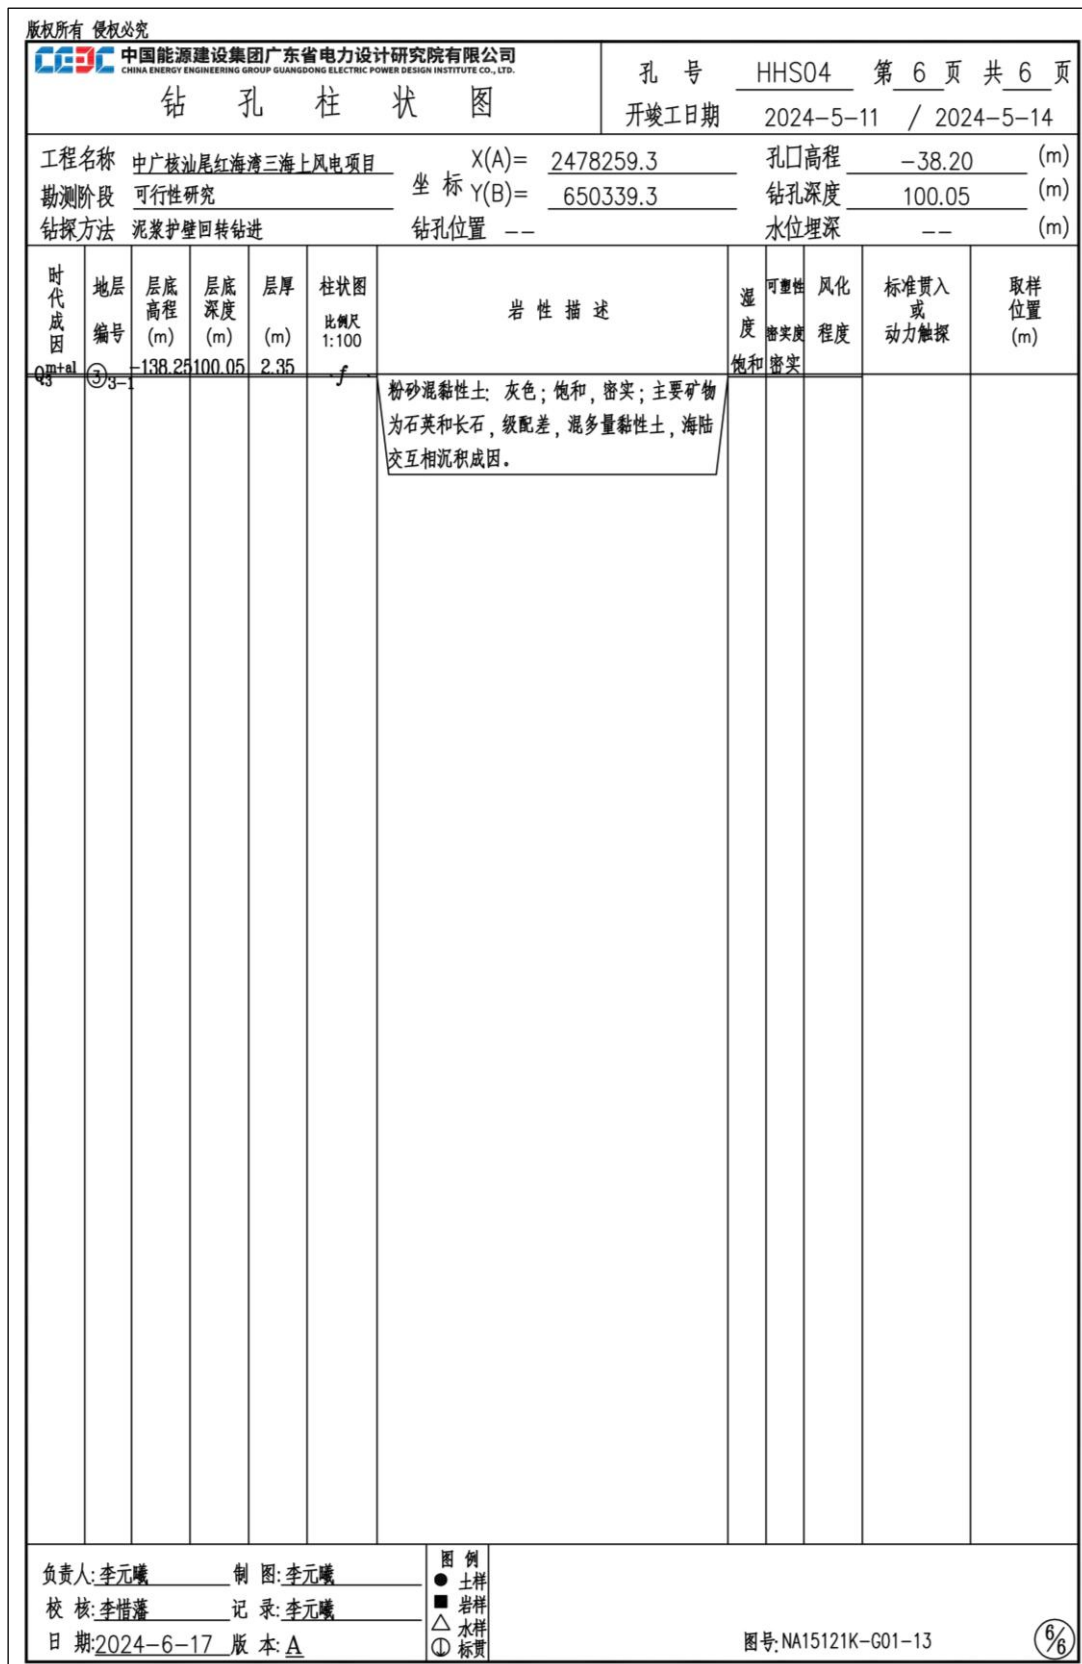 版权所有 侵权必究
CEEC 中国能源建设集团广东省电力设计研究院有限公司
CHINA ENERGY ENGINEERING GROUP GUANGDONG ELECTRIC POWER DESIGN INSTITUTE CO., LTD.
钻 孔 柱 状 图
孔 号 HHS04 第 6 页 共 6 页
开竣工日期 2024-5-11 / 2024-5-14
工程名称 中广核汕尾红海湾三海上风电项目 坐标 X(A)= 2478259.3 孔口高程 -38.20 (m)
勘测阶段 可行性研究 Y(B)= 650339.3 钻孔深度 100.05 (m)
钻探方法 泥浆护壁回转钻进 钻孔位置 -- 水位埋深 -- (m)
时代成因 地层编号 层底高程(m) 层底深度(m) 层厚(m) 柱状图 比例尺 1:100 岩性描述 湿度 可塑性 密实度 风化程度 标准贯入或动力触探 取样位置(m)
Q3m+al ③3-1 -138.25 100.05 2.35 f 饱和 密实
粉砂混黏性土: 灰色; 饱和, 密实; 主要矿物
为石英和长石, 级配差, 混多量黏性土, 海陆
交互相沉积成因。
负责人: 李元曦 制 图: 李元曦
校 核: 李惜藩 记 录: 李元曦
日 期: 2024-6-17 版 本: A
图 例
● 土样
■ 岩样
△ 水样
标贯
图号: NA15121K-G01-13
6/6